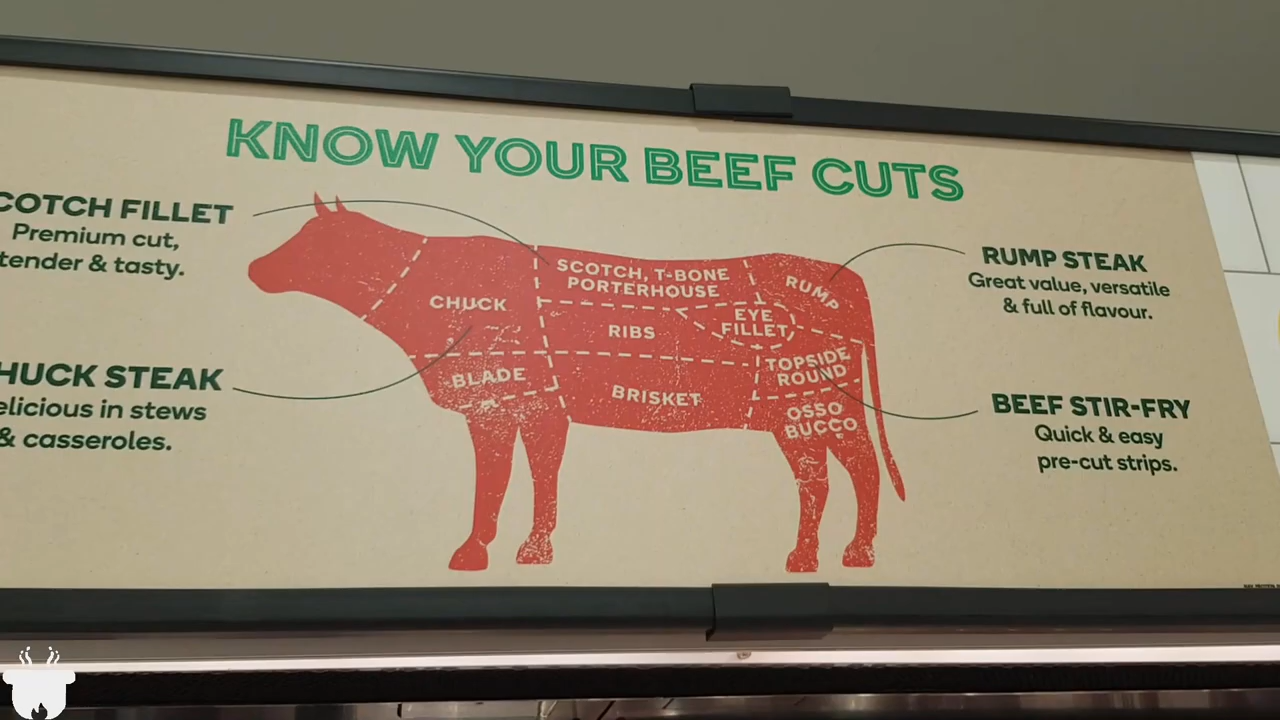 KNOW YOUR BEEF CUTS
COTCH FILLET
Premium cut,
tender & tasty.
HUCK STEAK
elicious in stews
& casseroles.
CHUCK
BLADE
SCOTCH, T-BONE
PORTERHOUSE
RIBS
BRISKET
RUMP
EYE
FILLET
TOPSIDE
ROUND
OSSO
BUCCO
RUMP STEAK
Great value, versatile
& full of flavour.
BEEF STIR-FRY
Quick & easy
pre-cut strips.